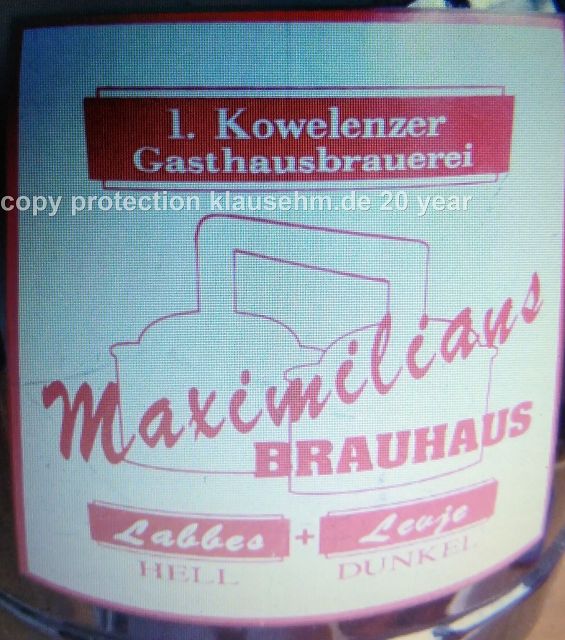 1. Kowelenzer
Gasthausbrauerei
copy protection klausehm.de 20 year
Maximilians
BRAUHAUS
Labbes + Levje
HELL DUNKEL